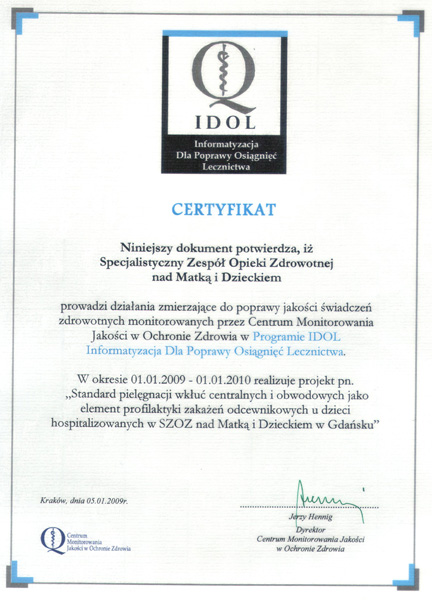 IDOL
Informatyzacja
Dla Poprawy Osiągnięć
Lecznictwa
CERTYFIKAT
Niniejszy dokument potwierdza, iż
Specjalistyczny Zespół Opieki Zdrowotnej
nad Matką i Dzieckiem
prowadzi działania zmierzające do poprawy jakości świadczeń
zdrowotnych monitorowanych przez Centrum Monitorowania
Jakości w Ochronie Zdrowia w Programie IDOL
Informatyzacja Dla Poprawy Osiągnięć Lecznictwa.
W okresie 01.01.2009 - 01.01.2010 realizuje projekt pn.
„Standard pielęgnacji wkłuć centralnych i obwodowych jako
element profilaktyki zakażeń odcewnikowych u dzieci
hospitalizowanych w SZOZ nad Matką i Dzieckiem w Gdańsku”
Kraków, dnia 05.01.2009r.
Jerzy Hennig
Dyrektor
Centrum Monitorowania Jakości
w Ochronie Zdrowia
Centrum
Monitorowania
Jakości w Ochronie Zdrowia